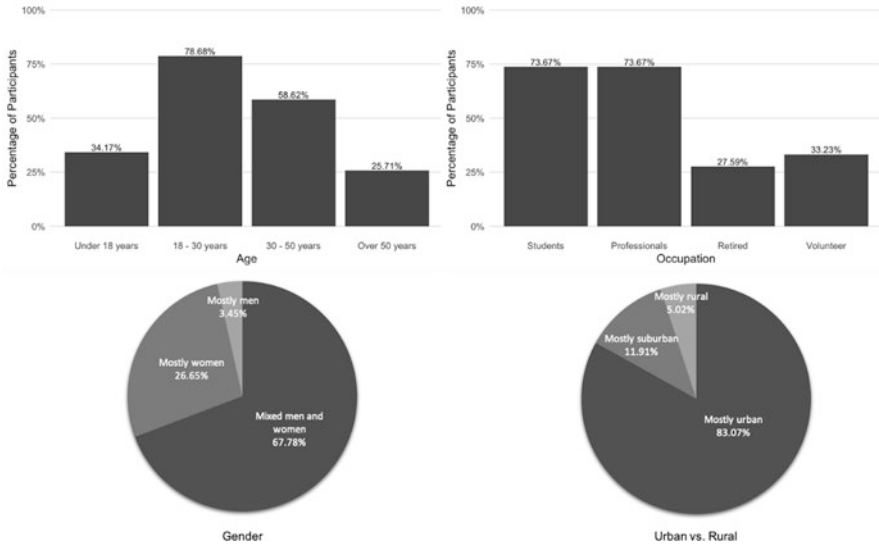 100%
Percentage of Participants
75%
50%
25%
0%
34.17%
78.68%
58.62%
25.71%
Under 18 years
18 - 30 years
30 - 50 years
Over 50 years
Age
100%
Percentage of Participants
75%
50%
25%
0%
73.67%
73.67%
27.59%
33.23%
Students
Professionals
Retired
Volunteer
Occupation
Mostly men
3.45%
Mostly women
26.65%
Mixed men and
women
67.78%
Gender
Mostly rural
5.02%
Mostly suburban
11.91%
Mostly urban
83.07%
Urban vs. Rural